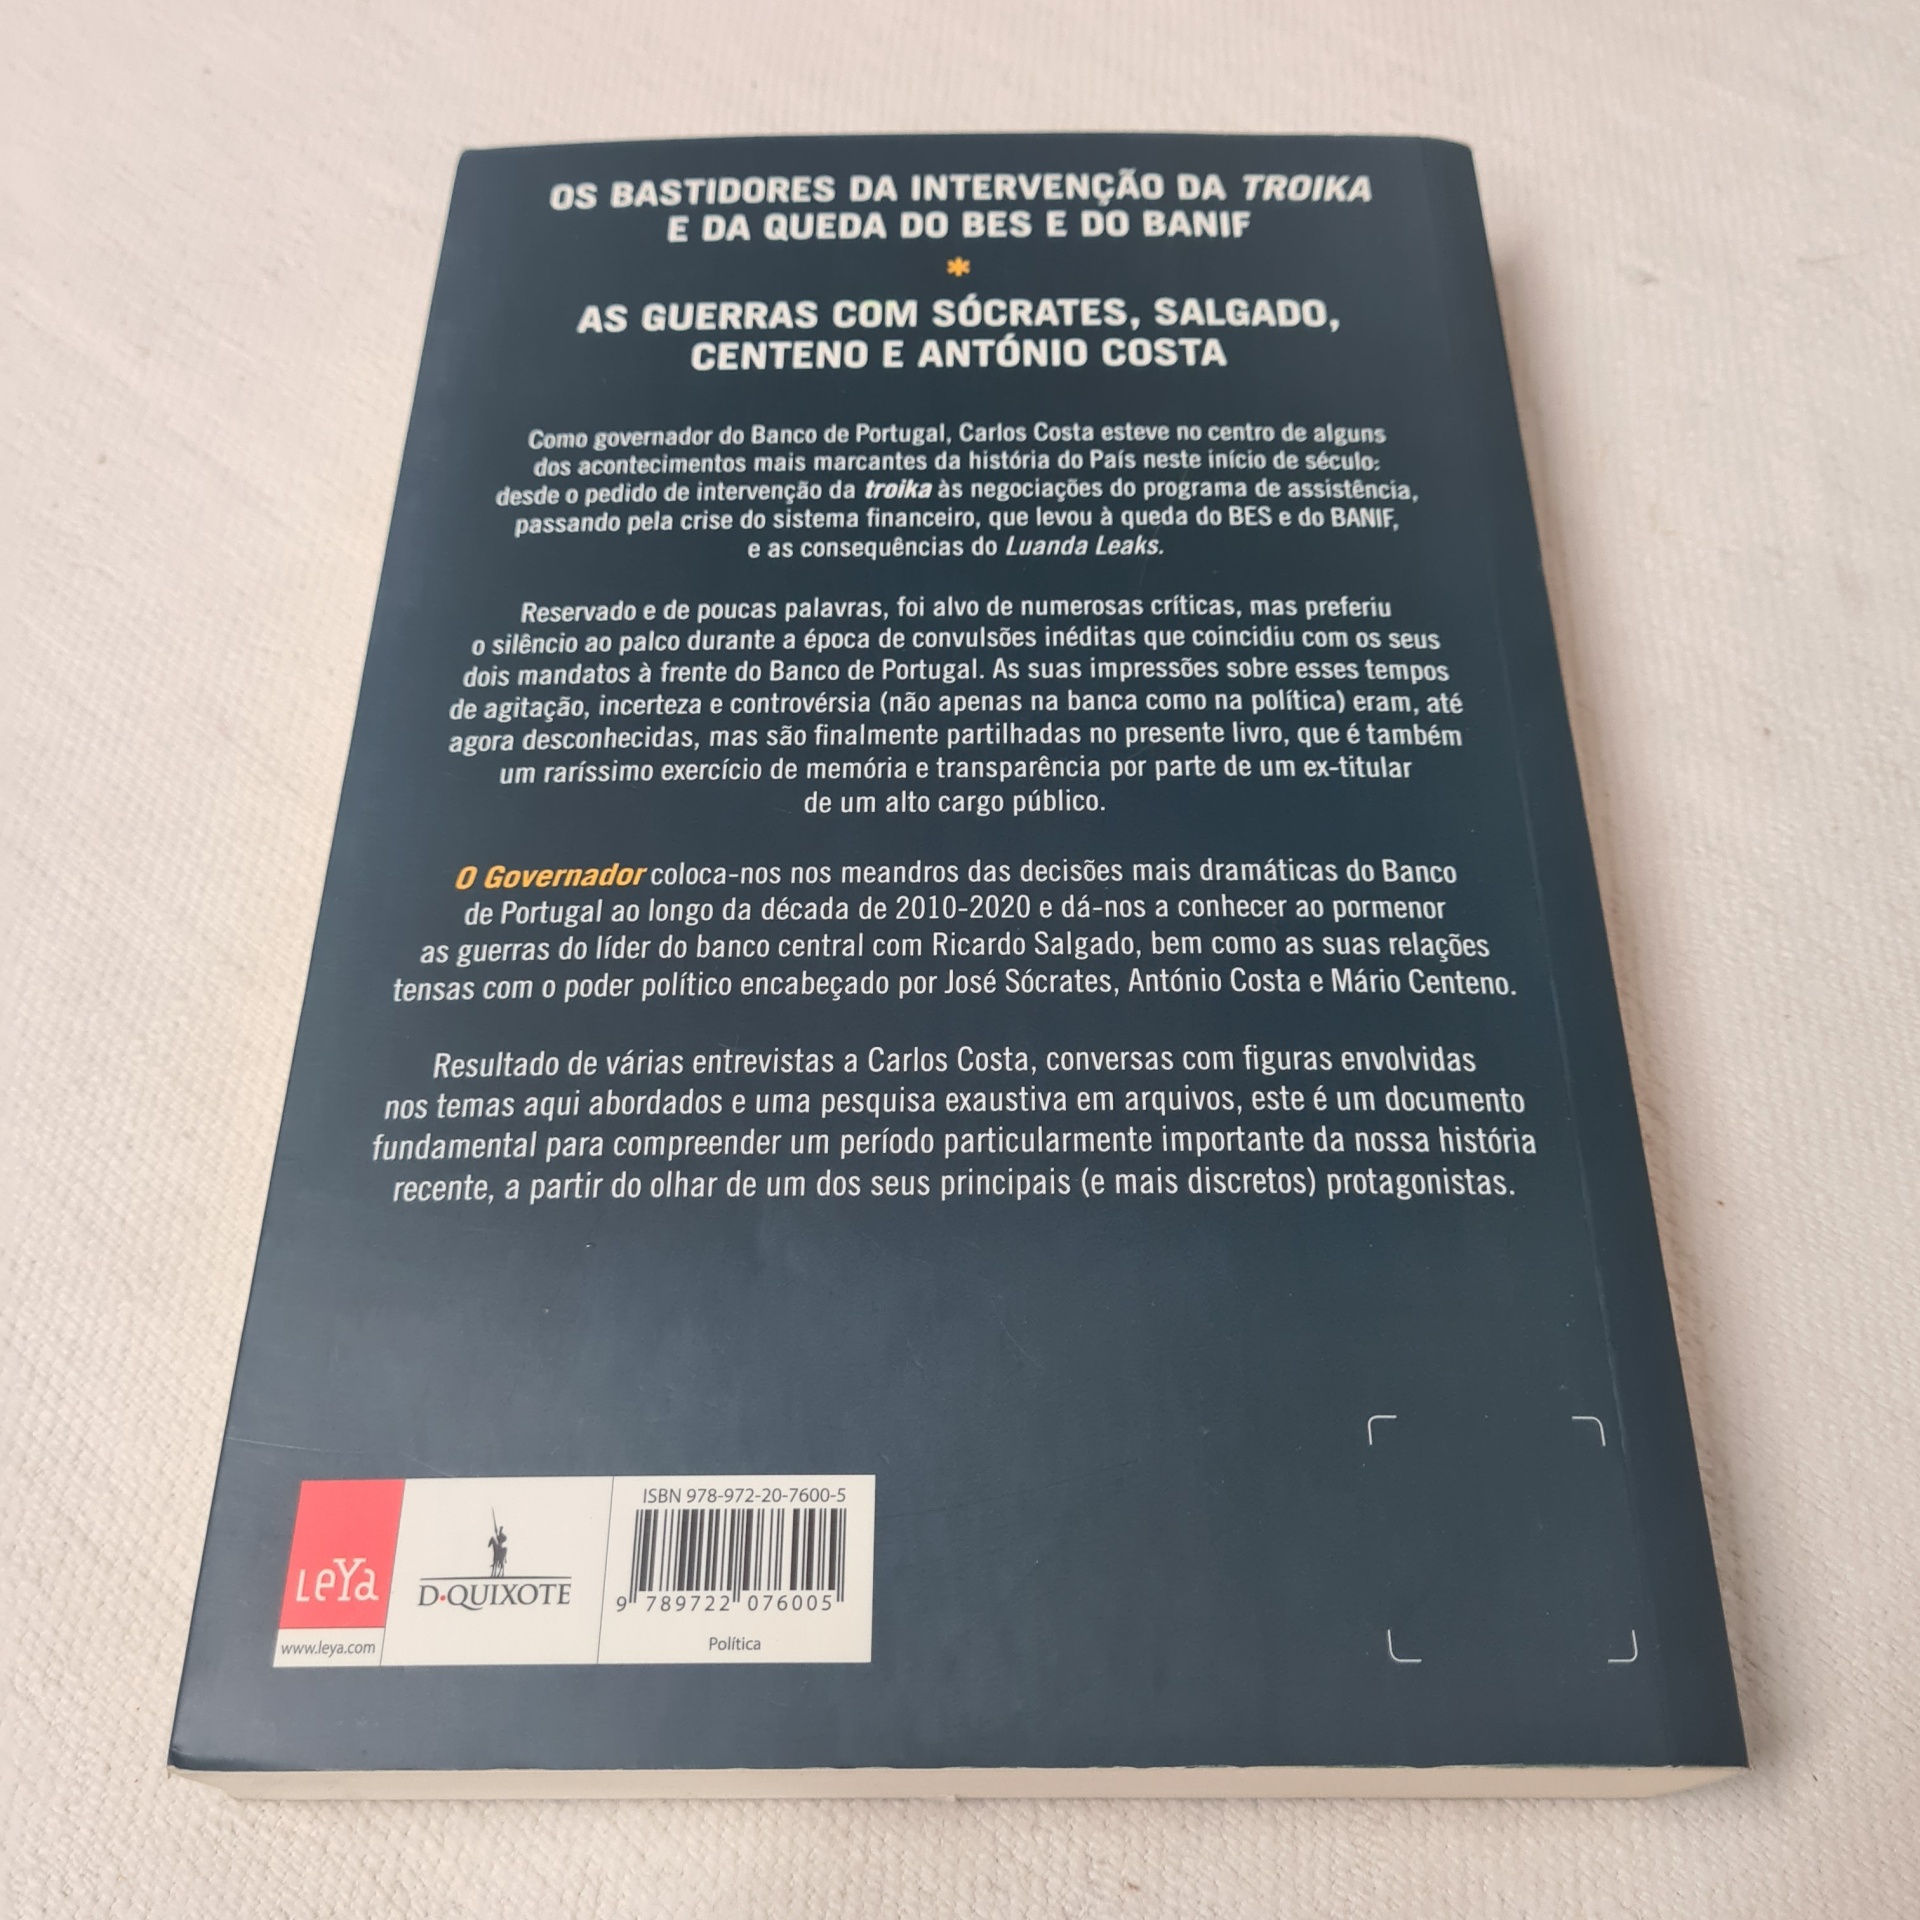 OS BASTIDORES DA INTERVENÇÃO DA TROIKA
E DA QUEDA DO BES E DO BANIF
*
AS GUERRAS COM SÓCRATES, SALGADO,
CENTENO E ANTÓNIO COSTA
Como governador do Banco de Portugal, Carlos Costa esteve no centro de alguns
dos acontecimentos mais marcantes da história do País neste início de século:
desde o pedido de intervenção da troika às negociações do programa de assistência,
passando pela crise do sistema financeiro, que levou à queda do BES e do BANIF,
e as consequências do Luanda Leaks.
Reservado e de poucas palavras, foi alvo de numerosas críticas, mas preferiu
o silêncio ao palco durante a época de convulsões inéditas que coincidiu com os seus
dois mandatos à frente do Banco de Portugal. As suas impressões sobre esses tempos
de agitação, incerteza e controvérsia (não apenas na banca como na política) eram, até
agora desconhecidas, mas são finalmente partilhadas no presente livro, que é também
um raríssimo exercício de memória e transparência por parte de um ex-titular
de um alto cargo público.
O Governador coloca-nos nos meandros das decisões mais dramáticas do Banco
de Portugal ao longo da década de 2010-2020 e dá-nos a conhecer ao pormenor
as guerras do líder do banco central com Ricardo Salgado, bem como as suas relações
tensas com o poder político encabeçado por José Sócrates, António Costa e Mário Centeno.
Resultado de várias entrevistas a Carlos Costa, conversas com figuras envolvidas
nos temas aqui abordados e uma pesquisa exaustiva em arquivos, este é um documento
fundamental para compreender um período particularmente importante da nossa história
recente, a partir do olhar de um dos seus principais (e mais discretos) protagonistas.
LeYa
www.leya.com
D•QUIXOTE
ISBN 978-972-20-7600-5
9 789722 076005
Política